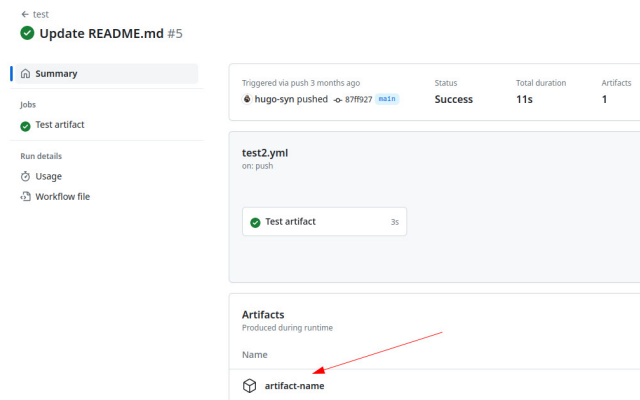 ← test
Update README.md #5
Summary
Jobs
Test artifact
Run details
Usage
Workflow file
Triggered via push 3 months ago
hugo-syn pushed 87ff927 main
Status
Success
Total duration
11s
Artifacts
1
test2.yml
on: push
Test artifact 3s
Artifacts
Produced during runtime
Name
artifact-name